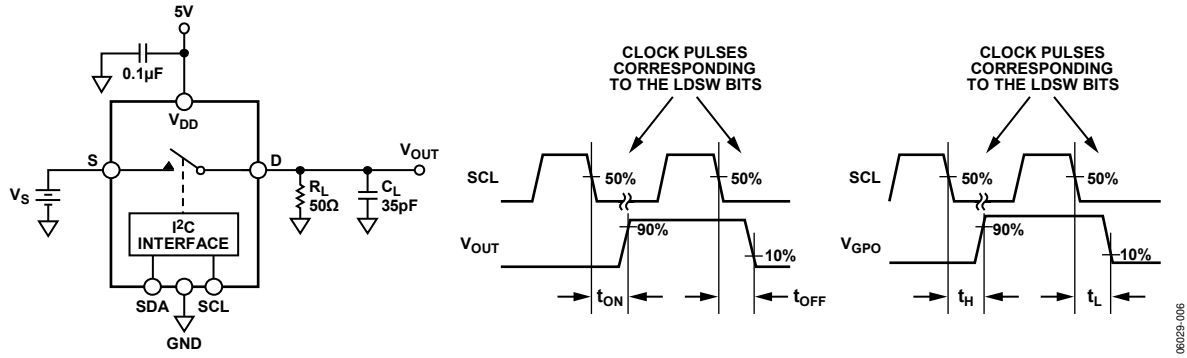 5V
0.1µF
VDD
S
D
VOUT
VS
RL
50Ω
CL
35pF
I2C
INTERFACE
SDA
SCL
GND
CLOCK PULSES
CORRESPONDING
TO THE LDSW BITS
SCL
50%
50%
VOUT
90%
10%
tON
tOFF
CLOCK PULSES
CORRESPONDING
TO THE LDSW BITS
SCL
50%
50%
VGPO
90%
10%
tH
tL
06029-006